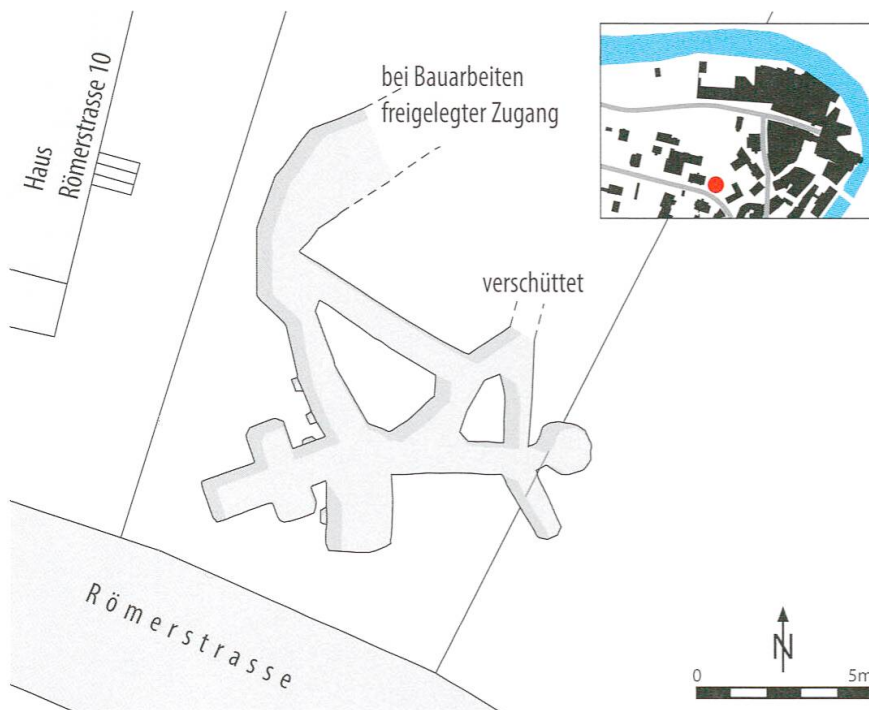 bei Bauarbeiten
freigelegter Zugang
Haus
Römerstrasse 10
verschüttet
Römerstrasse
N
0 5m